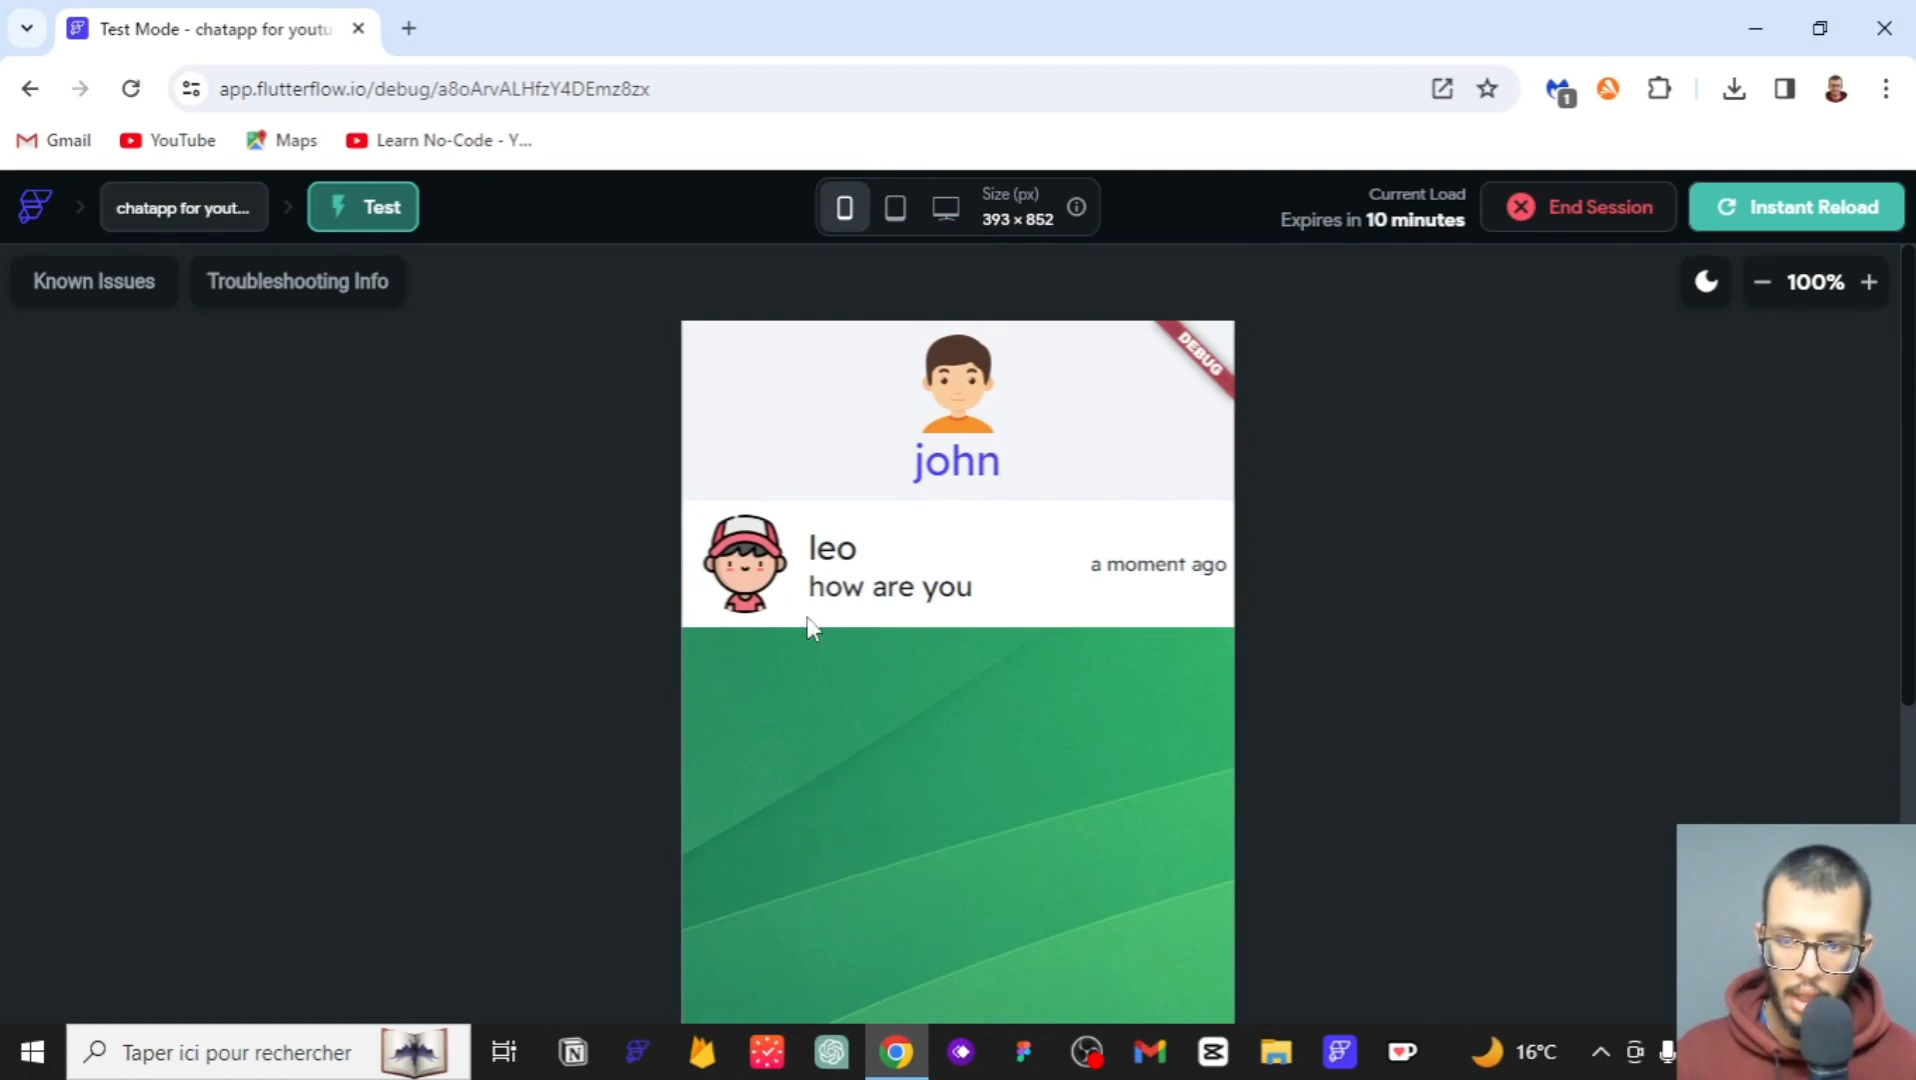 Test Mode - chatapp for youtu
app.flutterflow.io/debug/a8oArvALHfzY4DEmz8zx
1
Gmail
YouTube
Maps
Learn No-Code - Y...
chatapp for yout...
Test
Size (px)
393 × 852
Current Load
Expires in 10 minutes
End Session
Instant Reload
Known Issues
Troubleshooting Info
100%
DEBUG
john
leo
how are you
a moment ago
Taper ici pour rechercher
16°C